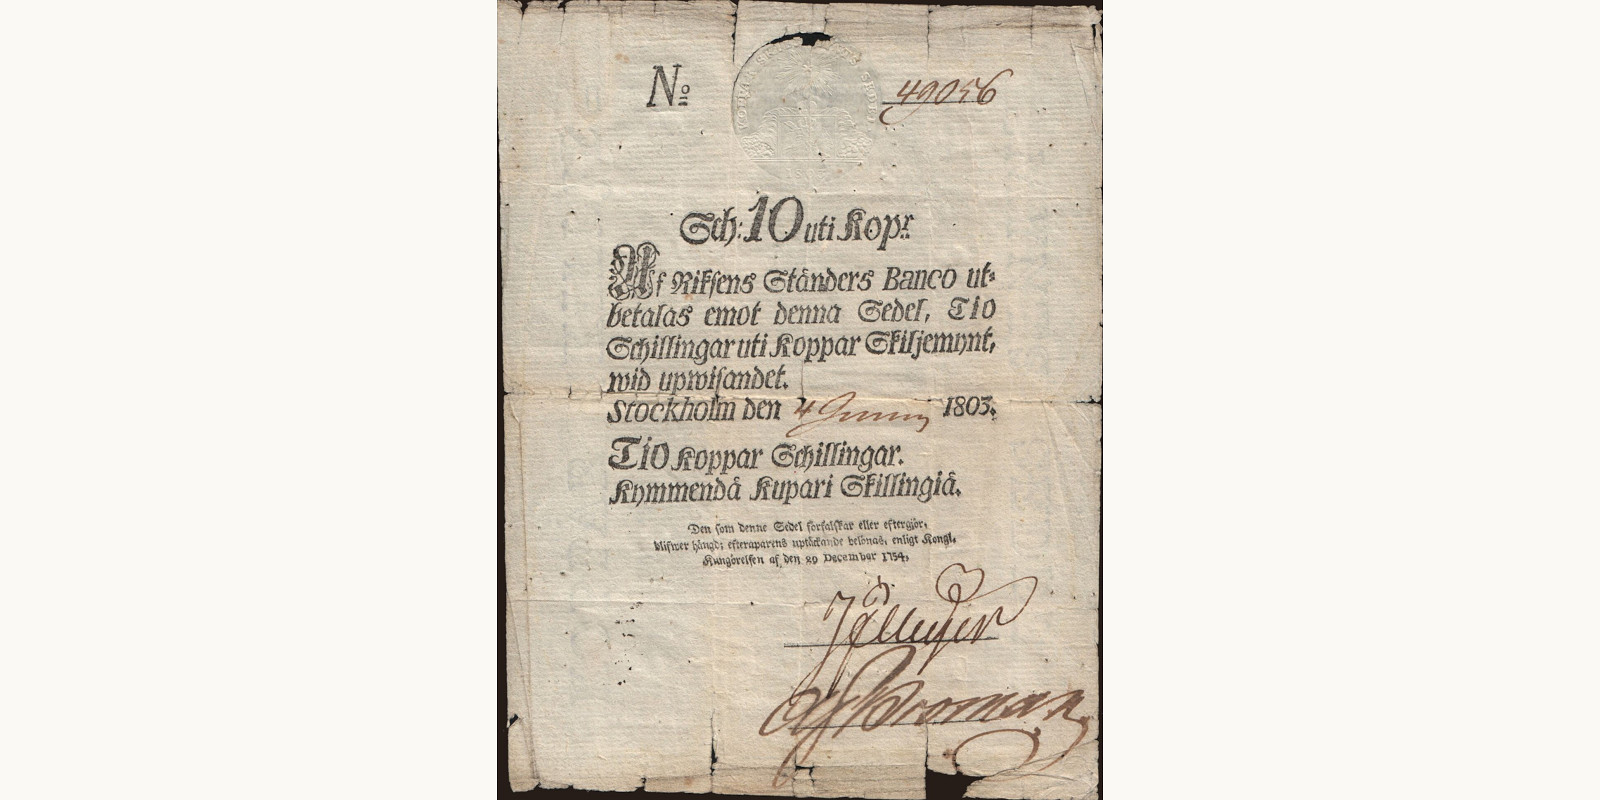 No 49056
Sch: 10 uti Kopr.
Af Riksens Ständers Banco ut-
betalas emot denna Sedel, Tio
Schillingar uti Koppar Skiljemynt,
wid upwisandet.
Stockholm den 4 Junny 1803.
Tio Koppar Schillingar.
Kymmendä Kupari Skillingiä.
Den som denne Sedel förfalskar eller eftergjör,
blifwer hängd; efteraparens uptäckande belönas, enligt Kongl.
Kungörelsen af den 29 December 1754.